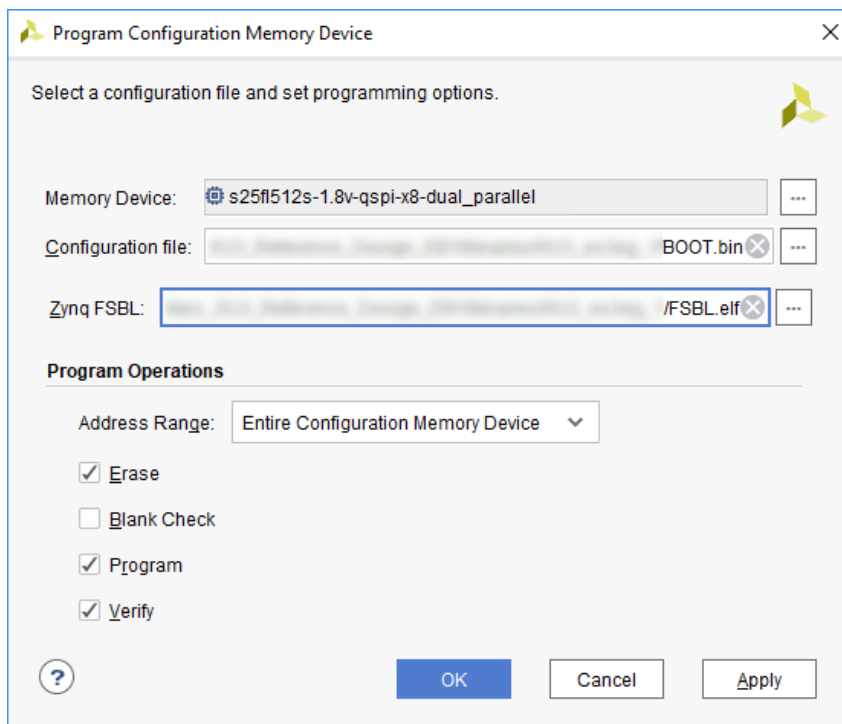 Program Configuration Memory Device
Select a configuration file and set programming options.
Memory Device: s25fl512s-1.8v-qspi-x8-dual_parallel ...
Configuration file: BOOT.bin ...
Zynq FSBL: /FSBL.elf ...
Program Operations
Address Range: Entire Configuration Memory Device
Erase
Blank Check
Program
Verify
? OK Cancel Apply